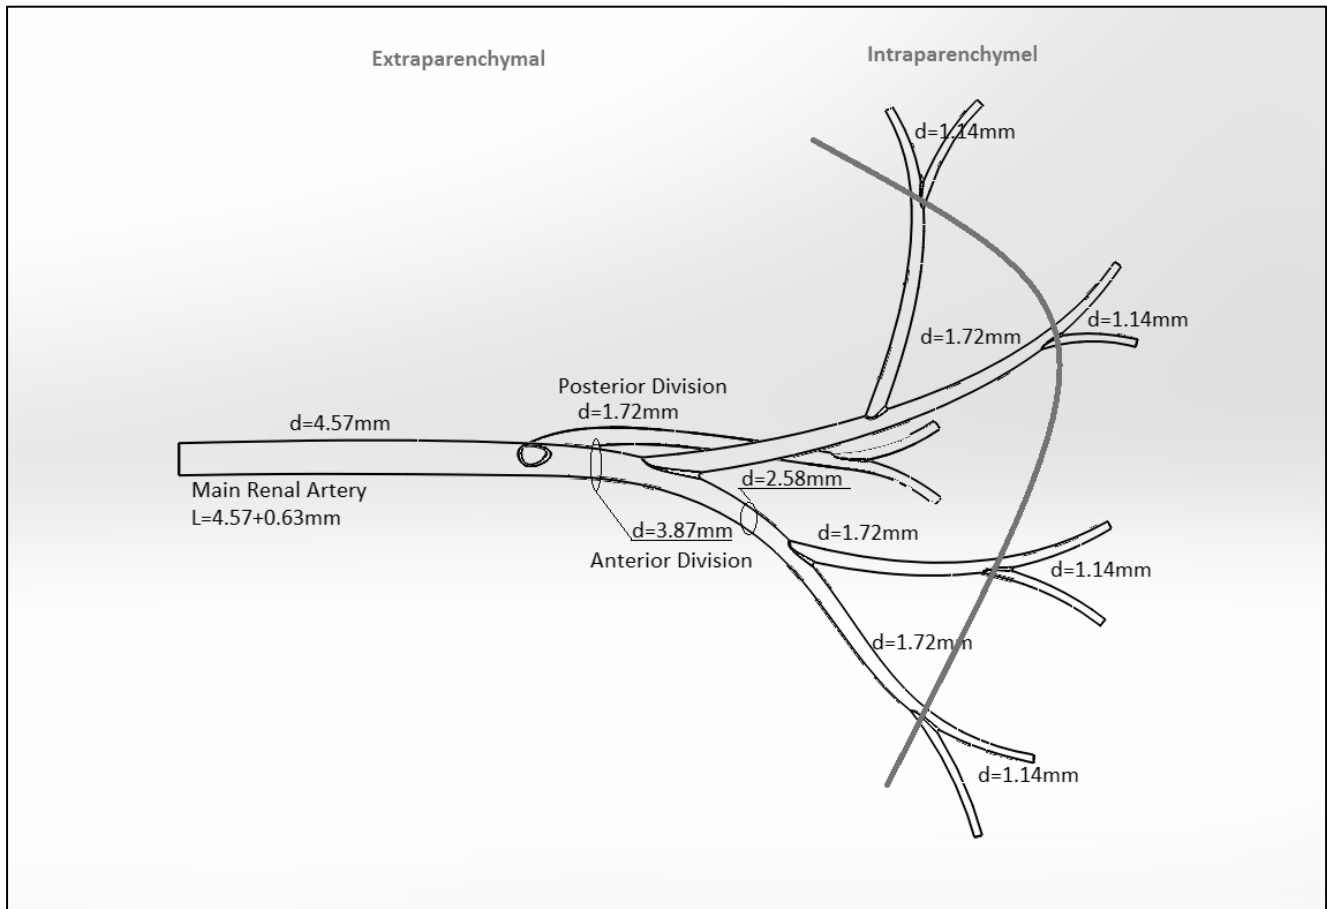 Extraparenchymal
Intraparenchymel
d=1.14mm
d=1.72mm
d=1.14mm
Posterior Division
d=1.72mm
d=4.57mm
Main Renal Artery
L=4.57+0.63mm
d=2.58mm
d=3.87mm
Anterior Division
d=1.72mm
d=1.14mm
d=1.72mm
d=1.14mm